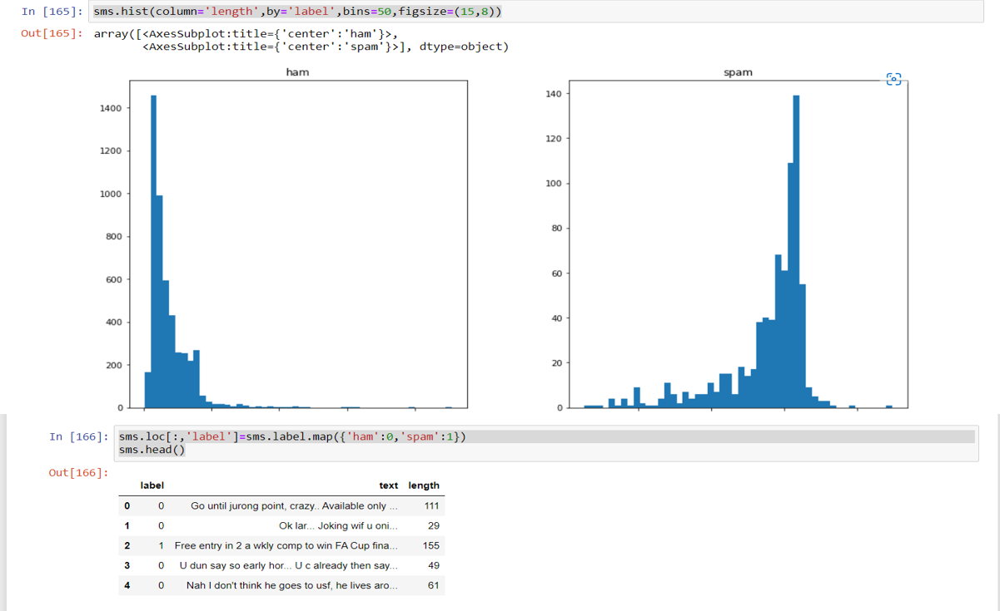 In [165]: sms.hist(column='length',by='label',bins=50,figsize=(15,8))
Out[165]: array([<AxesSubplot:title={'center':'ham'}>,
<AxesSubplot:title={'center':'spam'}>], dtype=object)
ham
1400
1200
1000
800
600
400
200
0
spam
140
120
100
80
60
40
20
0
In [166]: sms.loc[:,'label']=sms.label.map({'ham':0,'spam':1})
sms.head()
Out[166]:
label text length
0 0 Go until jurong point, crazy.. Available only ... 111
1 0 Ok lar... Joking wif u oni... 29
2 1 Free entry in 2 a wkly comp to win FA Cup fina... 155
3 0 U dun say so early hor... U c already then say... 49
4 0 Nah I don't think he goes to usf, he lives aro... 61